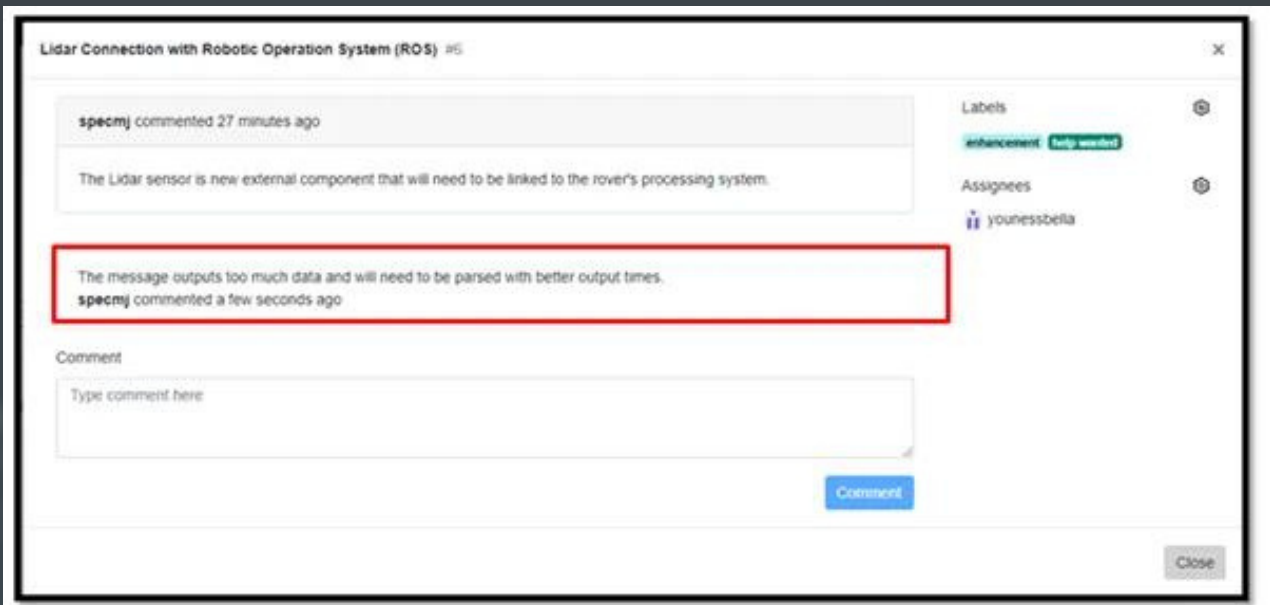 Lidar Connection with Robotic Operation System (ROS) #6
specmj commented 27 minutes ago
Labels
enhancement help wanted
The Lidar sensor is new external component that will need to be linked to the rover's processing system.
Assignees
younessbella
The message outputs too much data and will need to be parsed with better output times.
specmj commented a few seconds ago
Comment
Type comment here
Comment
Close